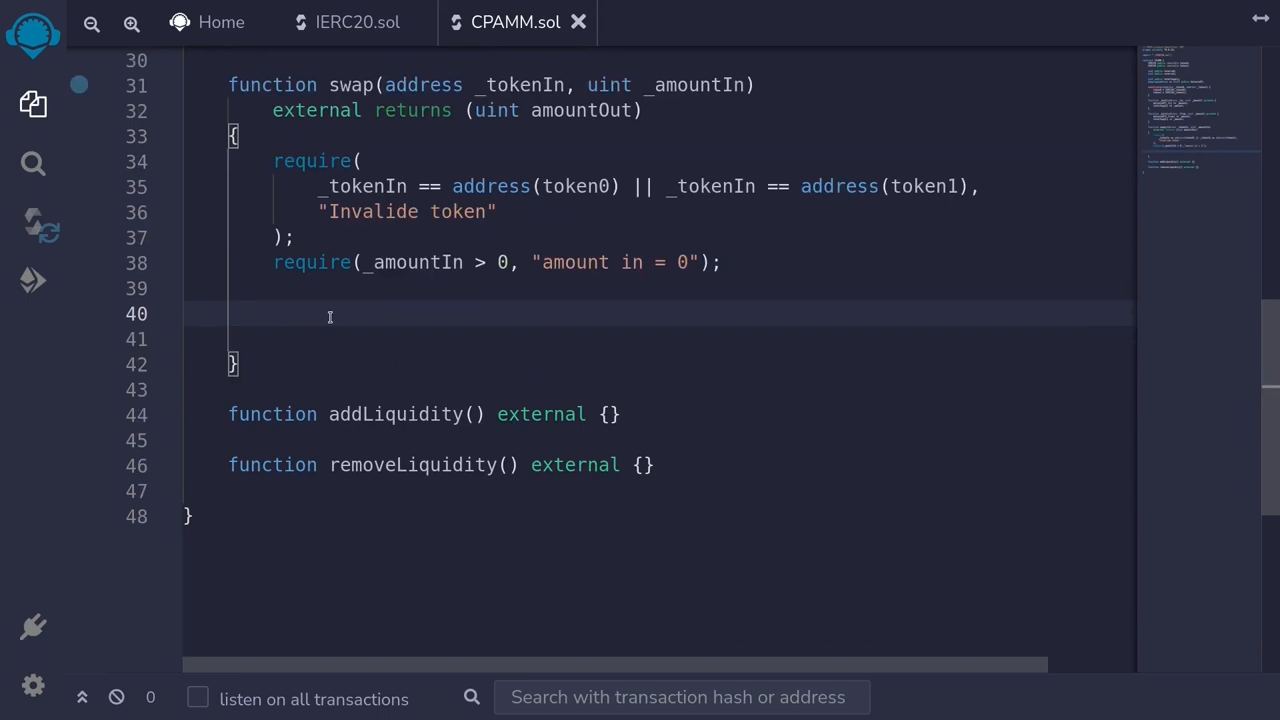 Home
IERC20.sol
CPAMM.sol
30
31 function swap(address _tokenIn, uint _amountIn)
32 external returns (uint amountOut)
33 {
34 require(
35 _tokenIn == address(token0) || _tokenIn == address(token1),
36 "Invalide token"
37 );
38 require(_amountIn > 0, "amount in = 0");
39
40
41
42 }
43
44 function addLiquidity() external {}
45
46 function removeLiquidity() external {}
47
48 }
0
listen on all transactions
Search with transaction hash or address